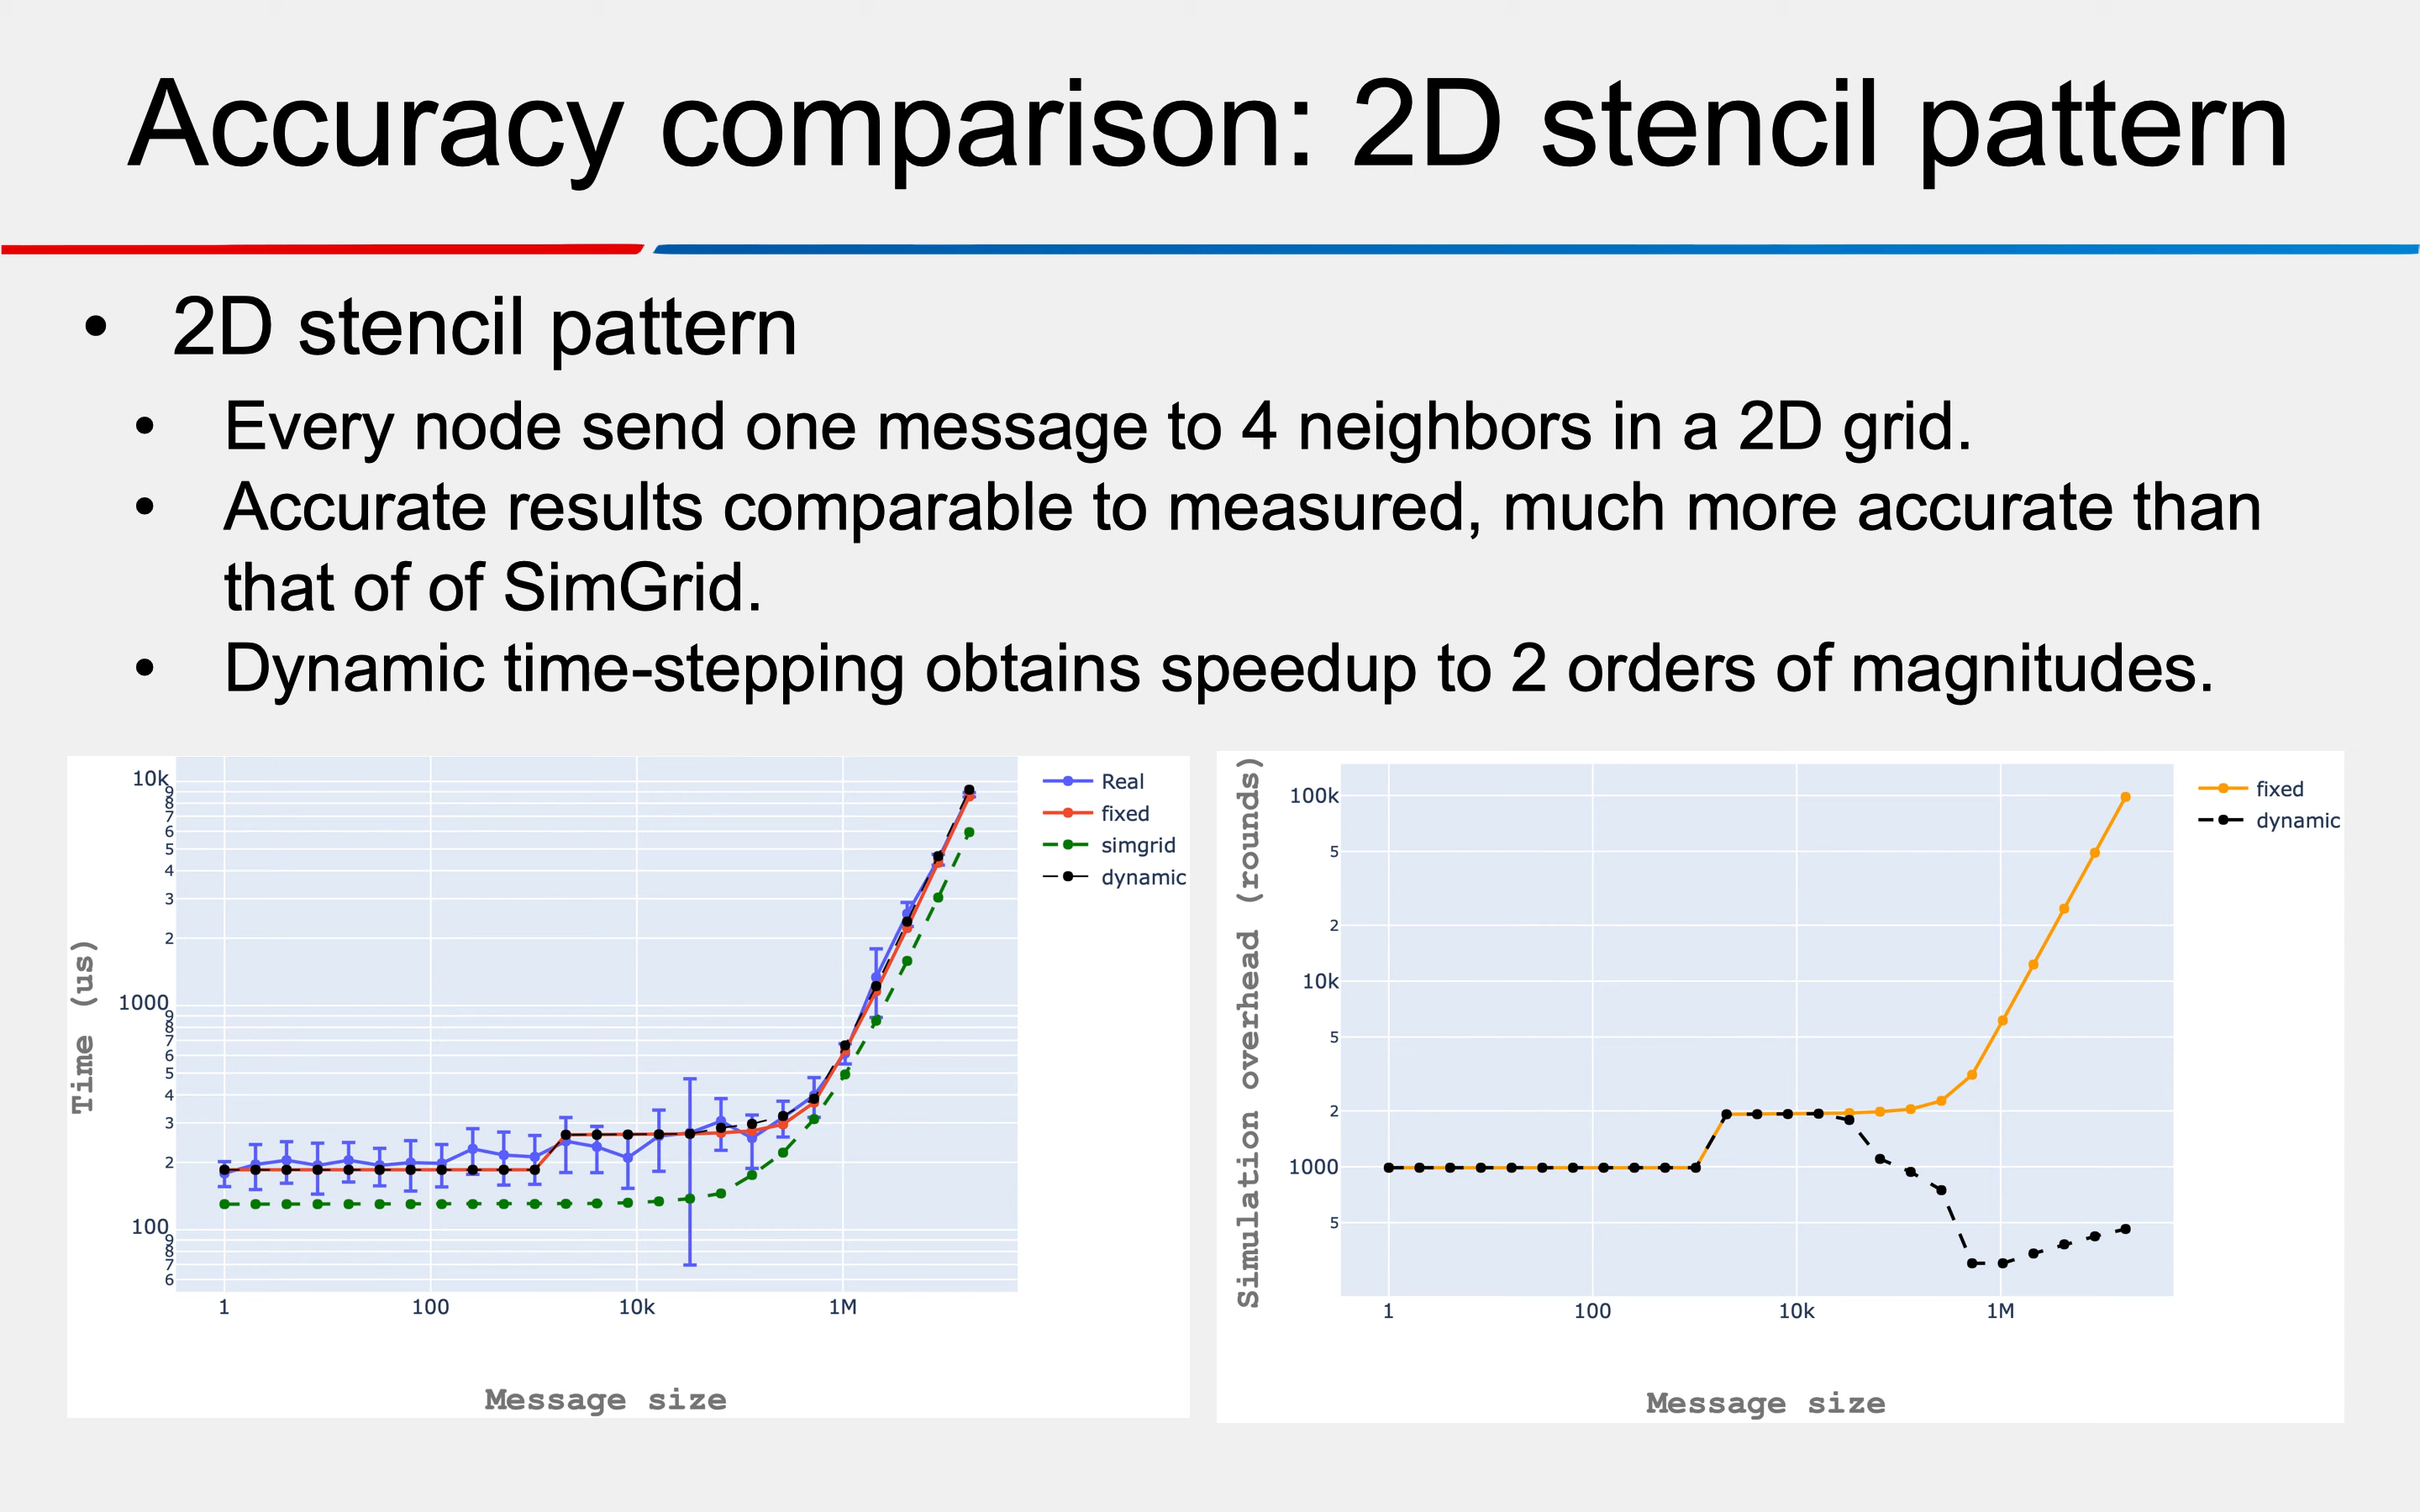 Accuracy comparison: 2D stencil pattern
• 2D stencil pattern
• Every node send one message to 4 neighbors in a 2D grid.
• Accurate results comparable to measured, much more accurate than
that of of SimGrid.
• Dynamic time-stepping obtains speedup to 2 orders of magnitudes.
Time (us)
10k
9
8
7
6
5
4
3
2
1000
9
8
7
6
5
4
3
2
100
9
8
7
6
1
100
10k
1M
Message size
Real
fixed
simgrid
dynamic
Simulation overhead (rounds)
100k
5
2
10k
5
2
1000
5
1
100
10k
1M
Message size
fixed
dynamic